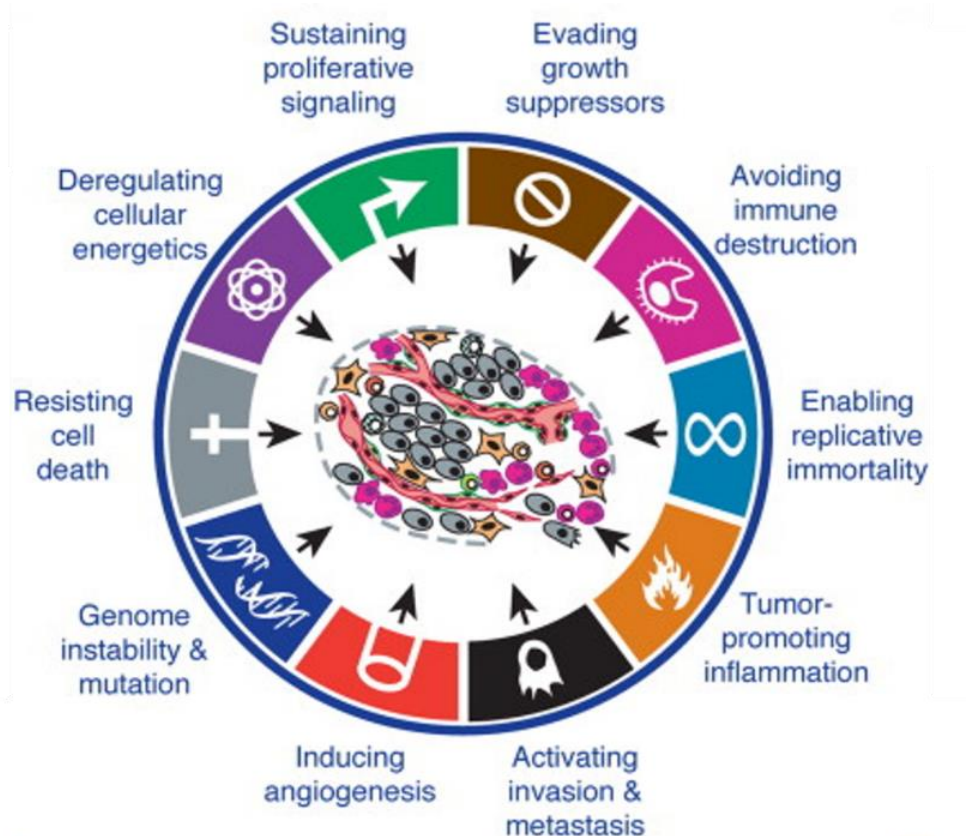 Sustaining
proliferative
signaling
Evading
growth
suppressors
Deregulating
cellular
energetics
Avoiding
immune
destruction
Resisting
cell
death
Enabling
replicative
immortality
Genome
instability &
mutation
Tumor-
promoting
inflammation
Inducing
angiogenesis
Activating
invasion &
metastasis